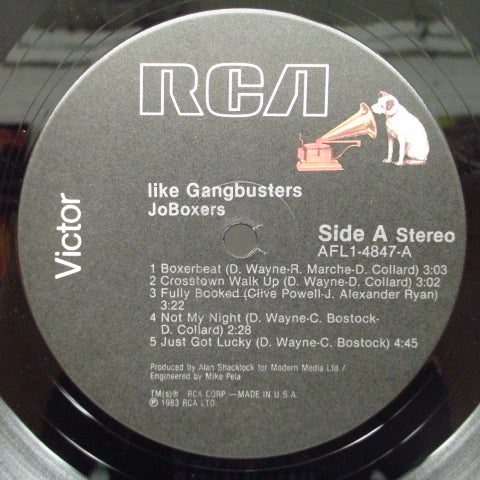 RCA
Victor
like Gangbusters
JoBoxers
Side A Stereo
AFL1-4847-A
1 Boxerbeat (D. Wayne-R. Marche-D. Collard) 3:03
2 Crosstown Walk Up (D. Wayne-D. Collard) 3:02
3 Fully Booked (Clive Powell-J. Alexander Ryan)
3:22
4 Not My Night (D. Wayne-C. Bostock-
D. Collard) 2:28
5 Just Got Lucky (D. Wayne-C. Bostock) 4:45
Produced by Alan Shacklock for Modern Media Ltd./
Engineered by Mike Pela
TM(s)® RCA CORP.—MADE IN U.S.A.
℗ 1983 RCA LTD.